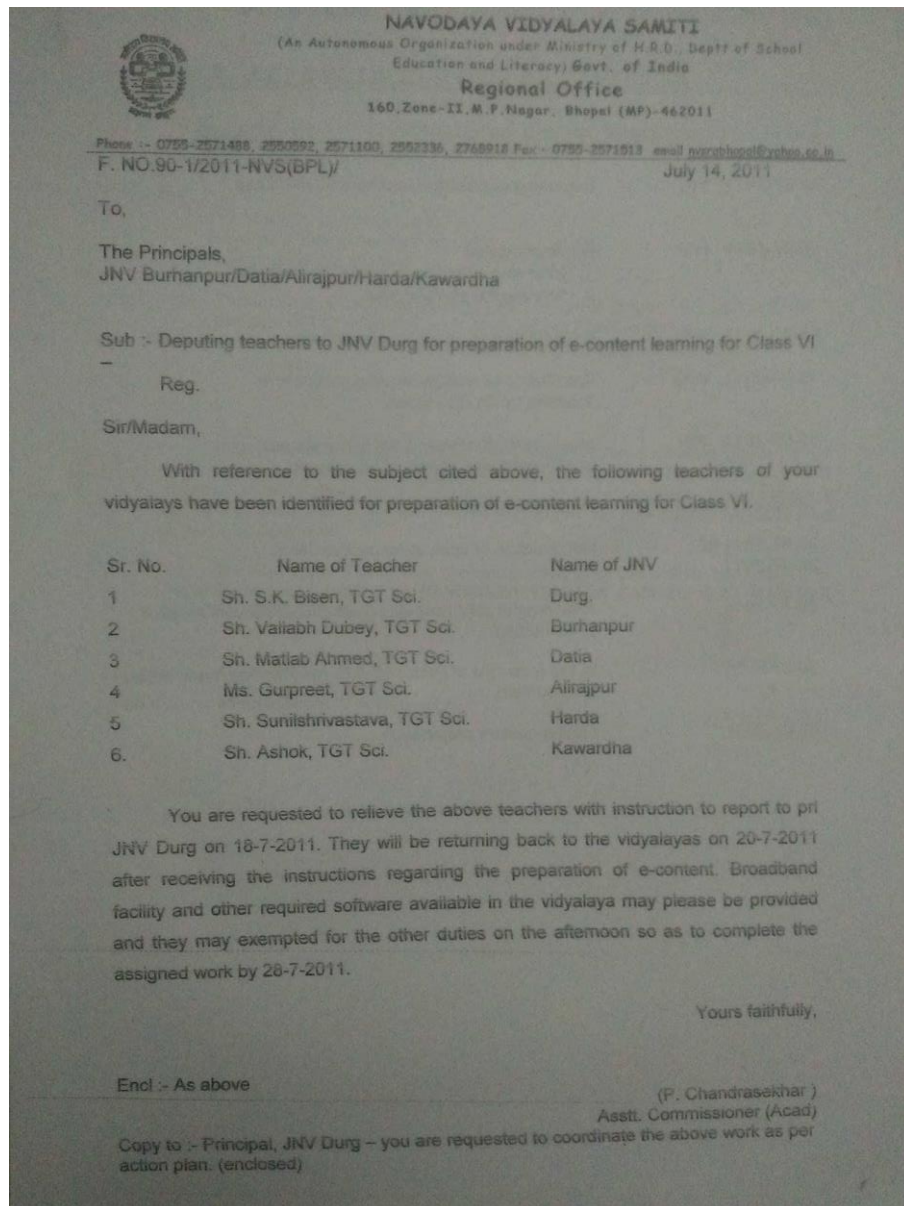 NAVODAYA VIDYALAYA SAMITI
(An Autonomous Organization under Ministry of H.R.D., Deptt of School
Education and Literacy) Govt. of India
Regional Office
160,Zone-II,M.P.Nagar, Bhopal (MP)-462011
Phone :- 0755-2571488, 2550592, 2571100, 2552336, 2768918 Fax - 0755-2571513 email
F. NO.90-1/2011-NVS(BPL)/ July 14, 2011
To,
The Principals,
JNV Burhanpur/Datia/Alirajpur/Harda/Kawardha
Sub :- Deputing teachers to JNV Durg for preparation of e-content learning for Class VI
–
Reg.
Sir/Madam,
With reference to the subject cited above, the following teachers of your
vidyalays have been identified for preparation of e-content learning for Class VI.
Sr. No. Name of Teacher Name of JNV
1 Sh. S.K. Bisen, TGT Sci. Durg.
2 Sh. Vallabh Dubey, TGT Sci. Burhanpur
3 Sh. Matlab Ahmed, TGT Sci. Datia
4 Ms. Gurpreet, TGT Sci. Alirajpur
5 Sh. Sunilshrivastava, TGT Sci. Harda
6. Sh. Ashok, TGT Sci. Kawardha
You are requested to relieve the above teachers with instruction to report to prl
JNV Durg on 18-7-2011. They will be returning back to the vidyalayas on 20-7-2011
after receiving the instructions regarding the preparation of e-content. Broadband
facility and other required software available in the vidyalaya may please be provided
and they may exempted for the other duties on the afternoon so as to complete the
assigned work by 28-7-2011.
Yours faithfully,
Encl :- As above
(P. Chandrasekhar )
Asstt. Commissioner (Acad)
Copy to :- Principal, JNV Durg – you are requested to coordinate the above work as per
action plan. (enclosed)